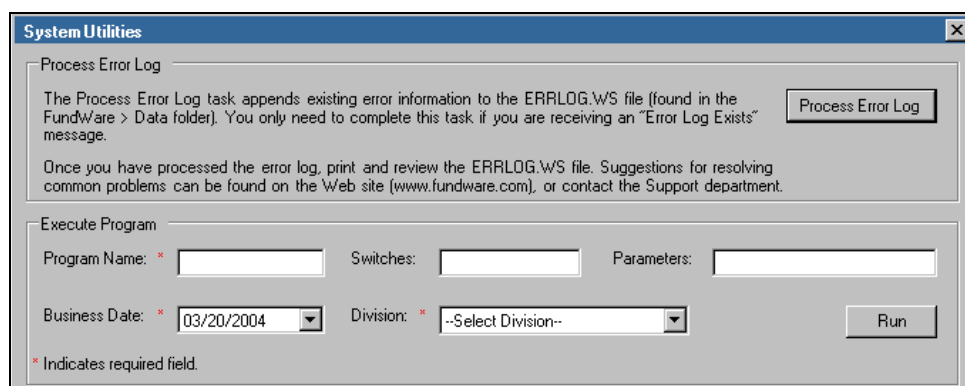 System Utilities
Process Error Log
The Process Error Log task appends existing error information to the ERRLOG.WS file (found in the
FundWare > Data folder). You only need to complete this task if you are receiving an "Error Log Exists"
message.
Process Error Log
Once you have processed the error log, print and review the ERRLOG.WS file. Suggestions for resolving
common problems can be found on the Web site (www.fundware.com), or contact the Support department.
Execute Program
Program Name: * Switches: Parameters:
Business Date: * 03/20/2004 Division: * --Select Division-- Run
* Indicates required field.